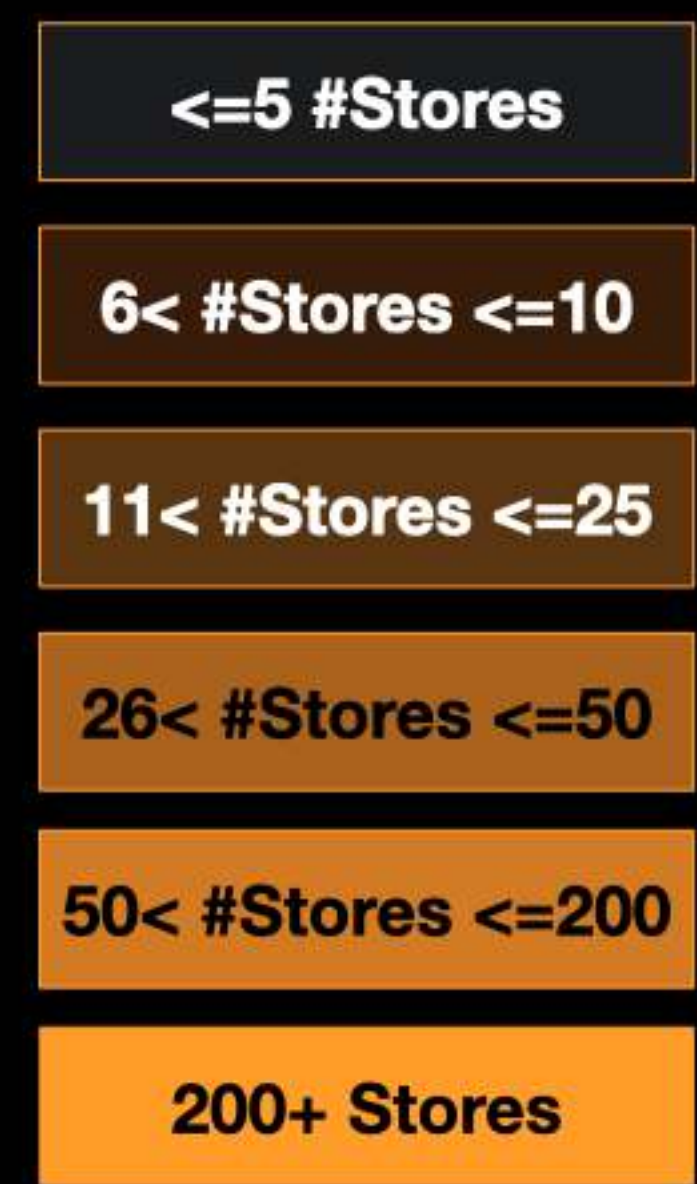 <=5 #Stores
6< #Stores <=10
11< #Stores <=25
26< #Stores <=50
50< #Stores <=200
200+ Stores